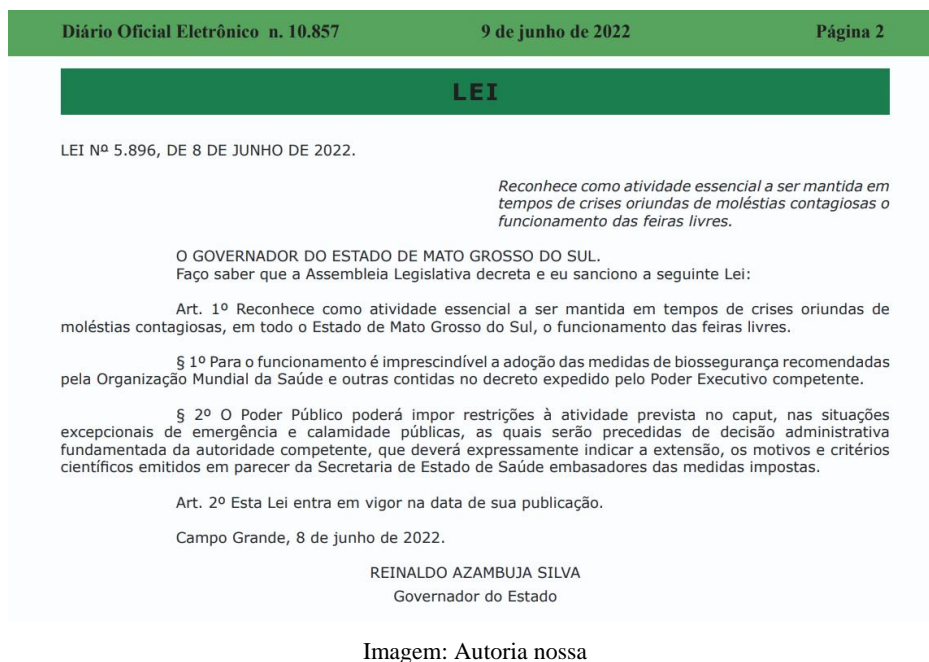 Diário Oficial Eletrônico n. 10.857 9 de junho de 2022 Página 2
LEI
LEI Nº 5.896, DE 8 DE JUNHO DE 2022.
Reconhece como atividade essencial a ser mantida em
tempos de crises oriundas de moléstias contagiosas o
funcionamento das feiras livres.
O GOVERNADOR DO ESTADO DE MATO GROSSO DO SUL.
Faço saber que a Assembleia Legislativa decreta e eu sanciono a seguinte Lei:
Art. 1º Reconhece como atividade essencial a ser mantida em tempos de crises oriundas de
moléstias contagiosas, em todo o Estado de Mato Grosso do Sul, o funcionamento das feiras livres.
§ 1º Para o funcionamento é imprescindível a adoção das medidas de biossegurança recomendadas
pela Organização Mundial da Saúde e outras contidas no decreto expedido pelo Poder Executivo competente.
§ 2º O Poder Público poderá impor restrições à atividade prevista no caput, nas situações
excepcionais de emergência e calamidade públicas, as quais serão precedidas de decisão administrativa
fundamentada da autoridade competente, que deverá expressamente indicar a extensão, os motivos e critérios
científicos emitidos em parecer da Secretaria de Estado de Saúde embasadores das medidas impostas.
Art. 2º Esta Lei entra em vigor na data de sua publicação.
Campo Grande, 8 de junho de 2022.
REINALDO AZAMBUJA SILVA
Governador do Estado
Imagem: Autoria nossa